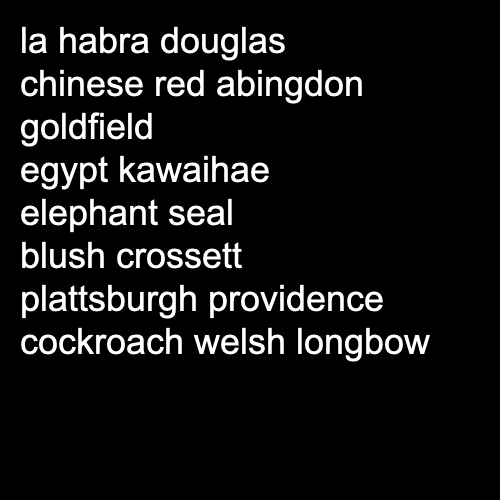 la habra douglas
chinese red abingdon
goldfield
egypt kawaihae
elephant seal
blush crossett
plattsburgh providence
cockroach welsh longbow